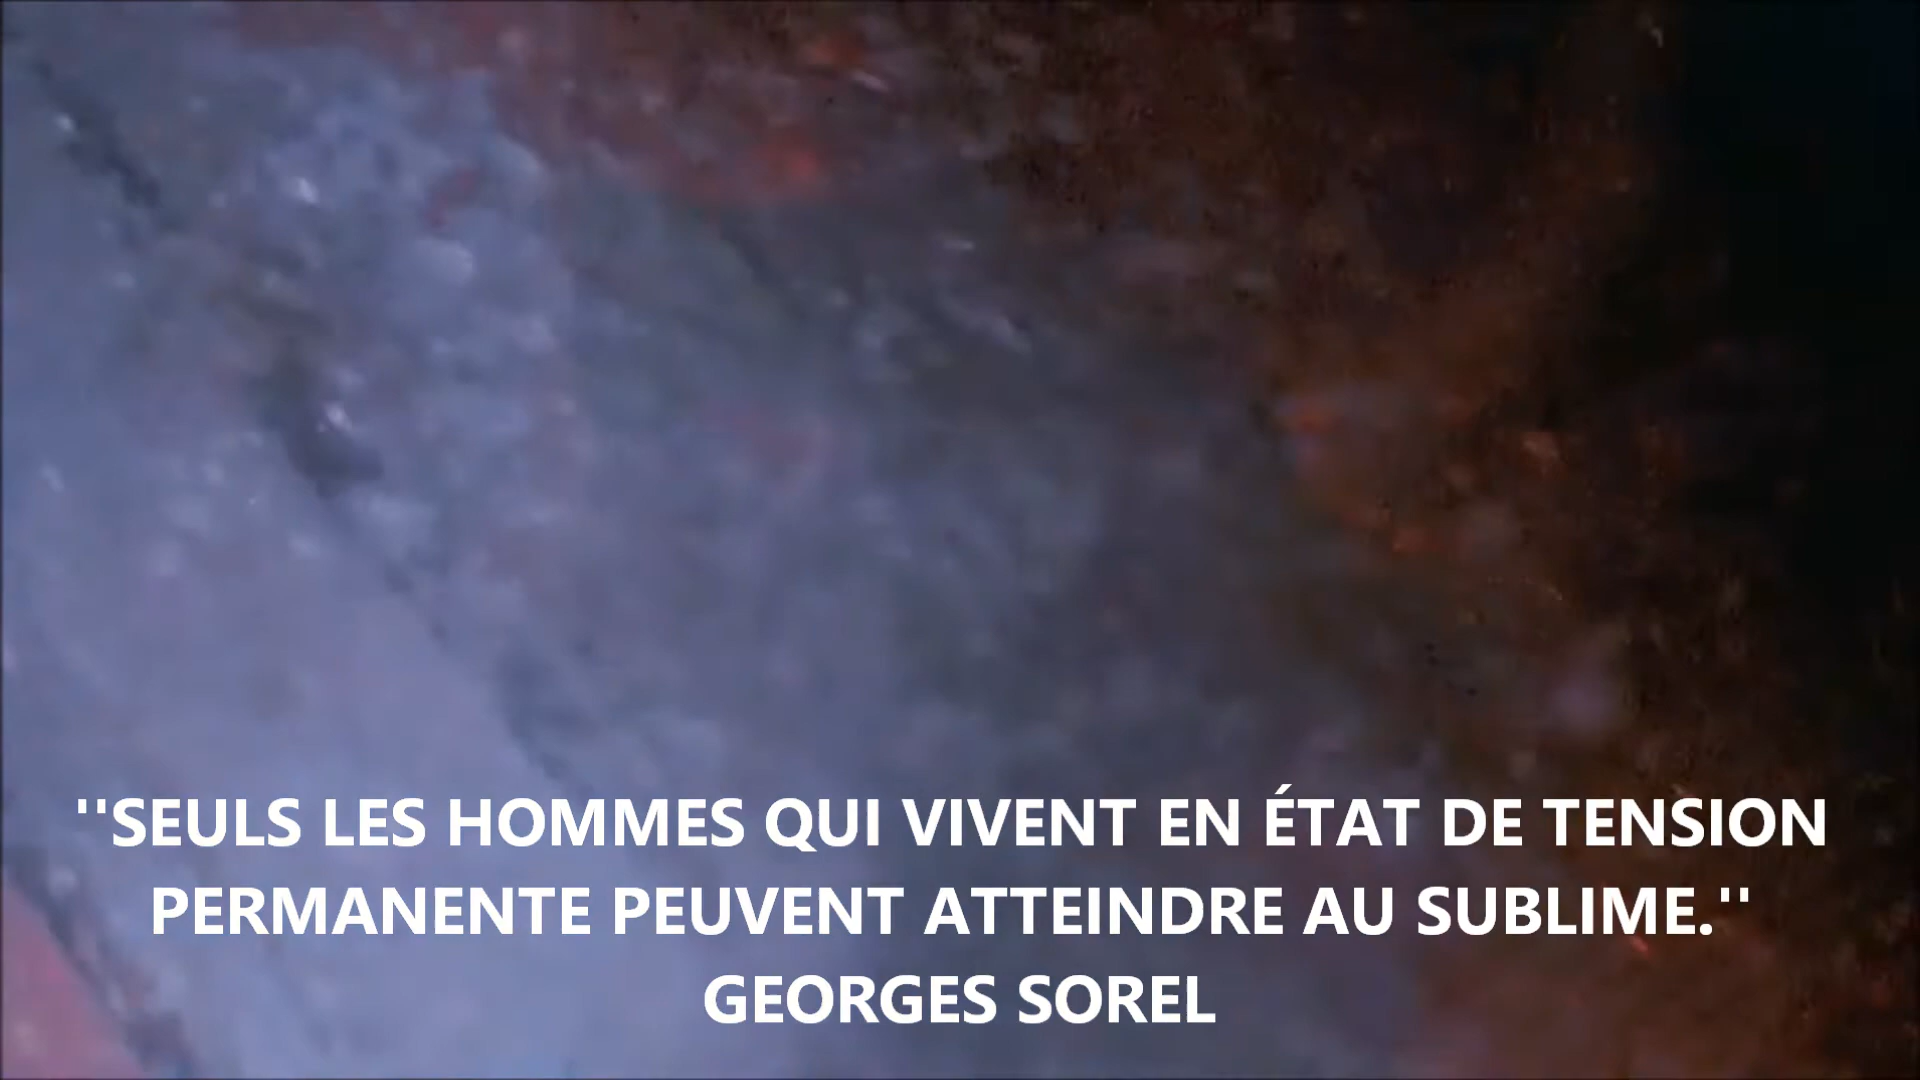 ''SEULS LES HOMMES QUI VIVENT EN ÉTAT DE TENSION
PERMANENTE PEUVENT ATTEINDRE AU SUBLIME.''
GEORGES SOREL